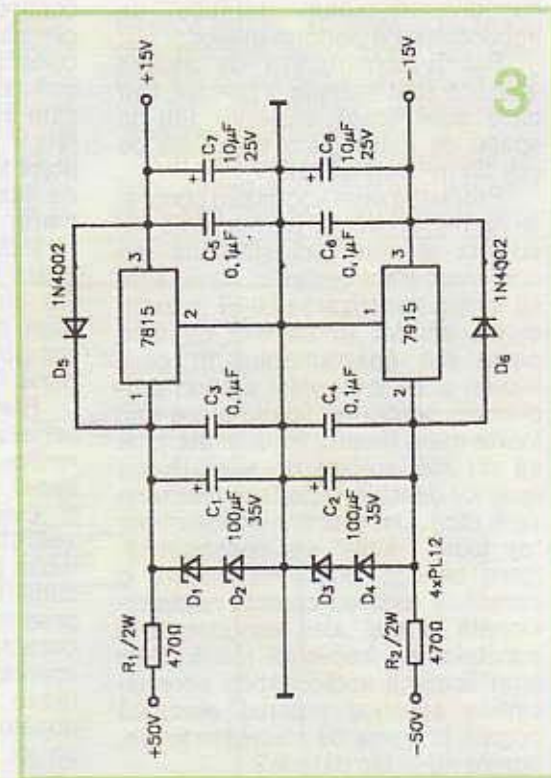 D5
1N4002
+50V
R1/2W
470Ω
1
7815
3
+15V
2
D1
D2
C1
100μF
35V
C3
0,1μF
C5
0,1μF
+
C7
10μF
25V
D3
D4
+
C2
100μF
35V
C4
0,1μF
C6
0,1μF
+
C8
10μF
25V
1
-50V
R2/2W
470Ω
4xPL12
2
7915
3
-15V
D6
1N4002
3